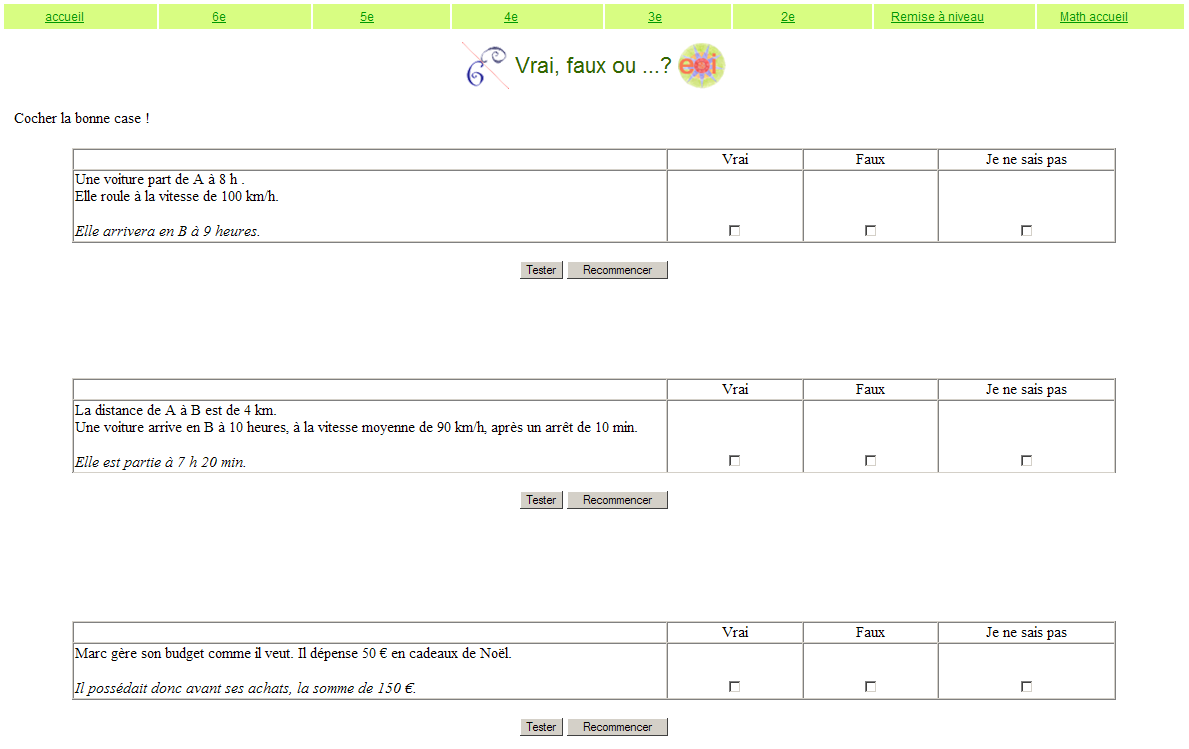 accueil 6e 5e 4e 3e 2e Remise à niveau Math accueil
Vrai, faux ou ...? eoi
Cocher la bonne case !
Vrai Faux Je ne sais pas
Une voiture part de A à 8 h .
Elle roule à la vitesse de 100 km/h.
Elle arrivera en B à 9 heures.
Tester Recommencer
Vrai Faux Je ne sais pas
La distance de A à B est de 4 km.
Une voiture arrive en B à 10 heures, à la vitesse moyenne de 90 km/h, après un arrêt de 10 min.
Elle est partie à 7 h 20 min.
Tester Recommencer
Vrai Faux Je ne sais pas
Marc gère son budget comme il veut. Il dépense 50 € en cadeaux de Noël.
Il possédait donc avant ses achats, la somme de 150 €.
Tester Recommencer